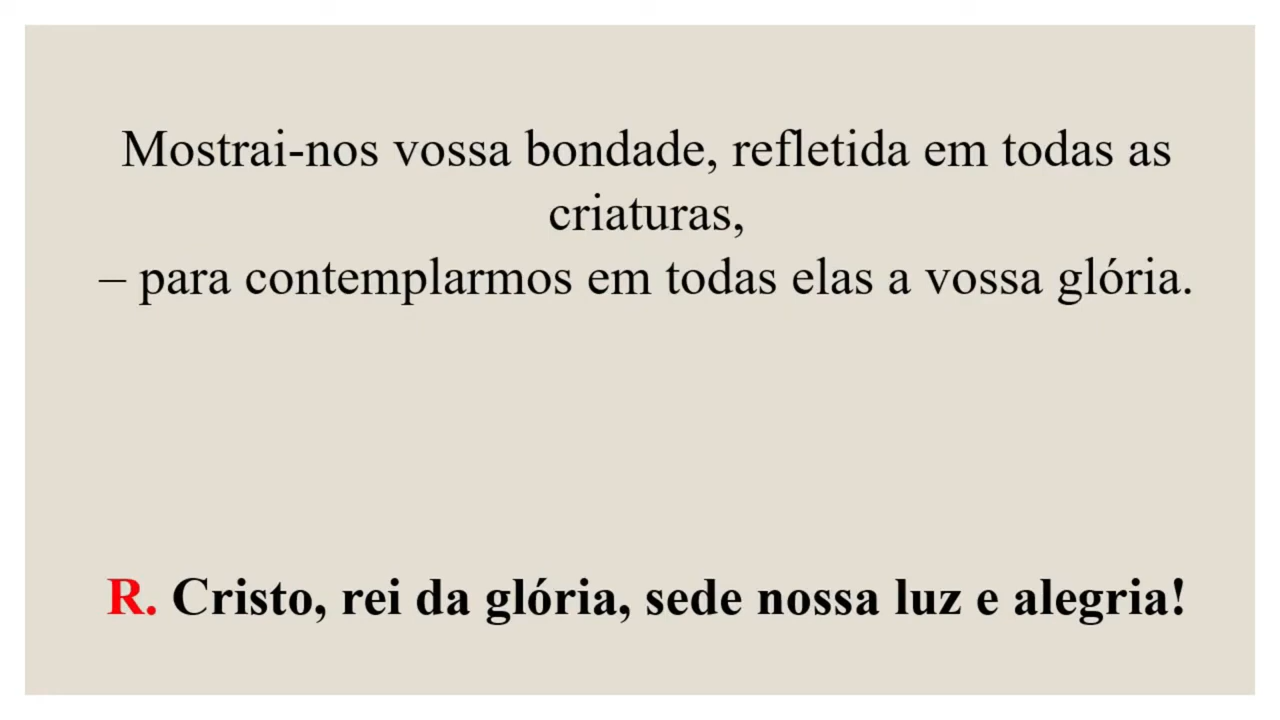 Mostrai-nos vossa bondade, refletida em todas as
criaturas,
– para contemplarmos em todas elas a vossa glória.
R. Cristo, rei da glória, sede nossa luz e alegria!